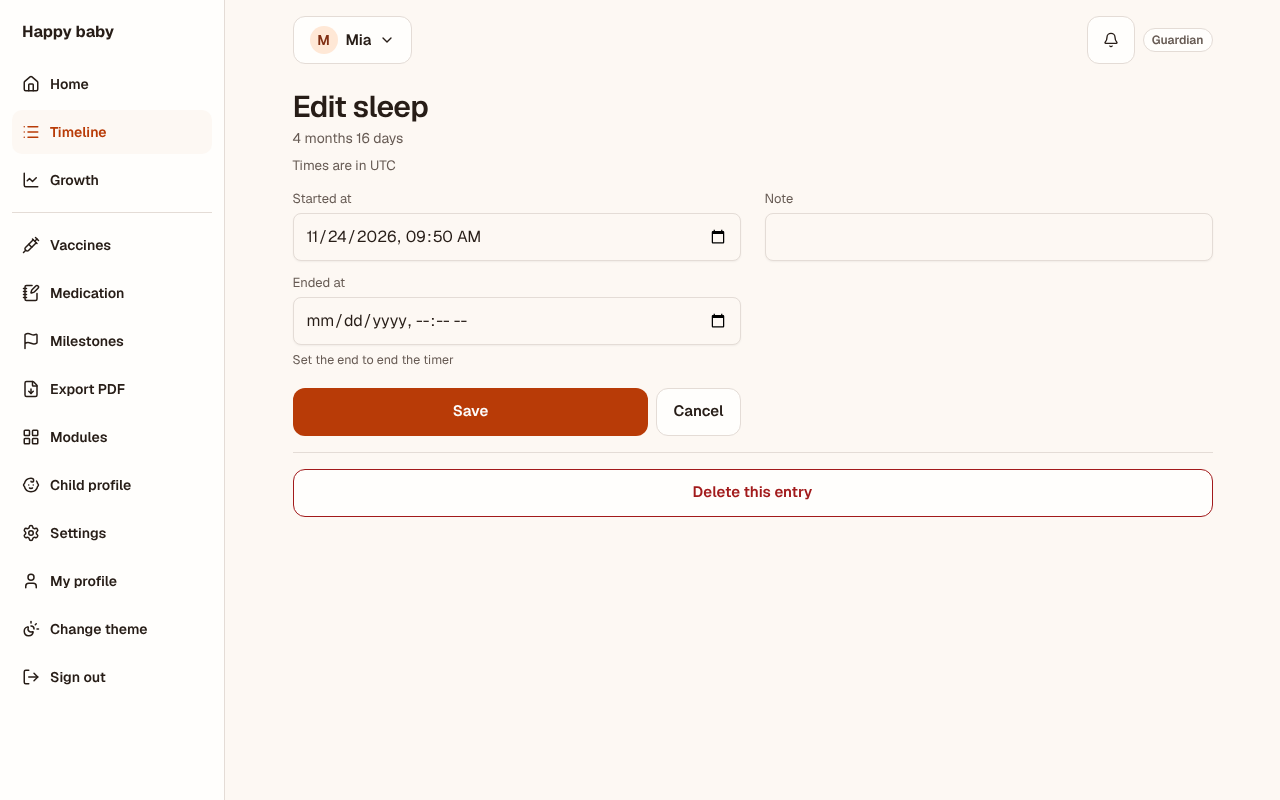 Happy baby
Home
Timeline
Growth
Vaccines
Medication
Milestones
Export PDF
Modules
Child profile
Settings
My profile
Change theme
Sign out
M Mia
Guardian
Edit sleep
4 months 16 days
Times are in UTC
Started at
11/24/2026, 09:50 AM
Note
Ended at
mm/dd/yyyy, --:-- --
Set the end to end the timer
Save
Cancel
Delete this entry